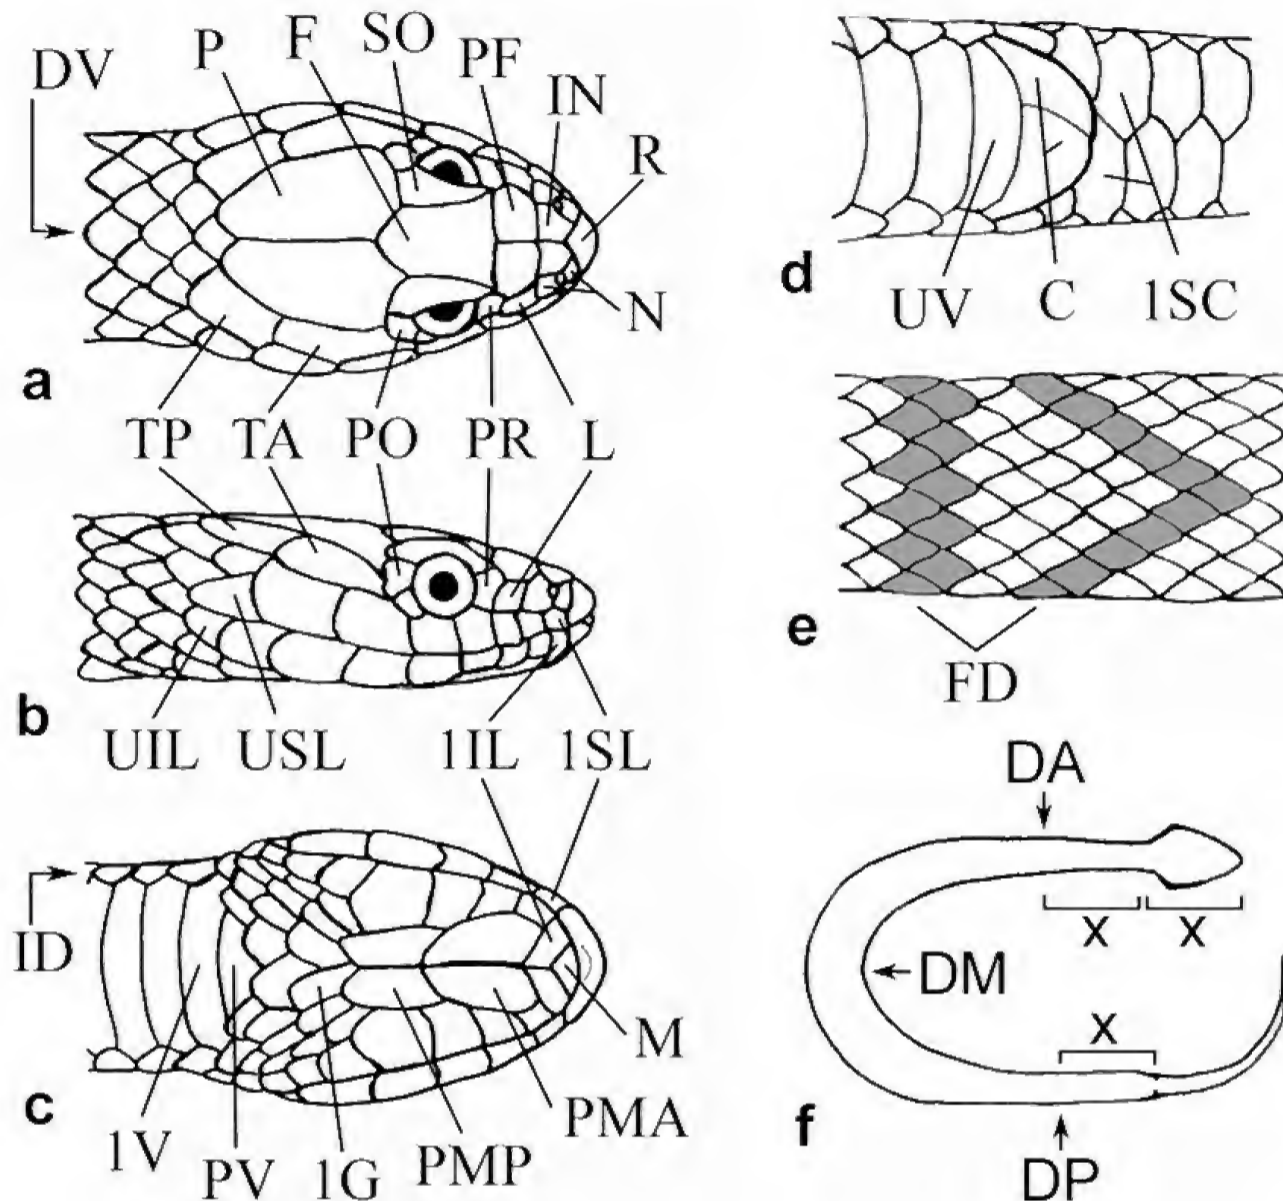 DV P F SO PF IN R
N
a
TP TA PO PR L
b
UIL USL 1IL 1SL
ID
M
c
1V PV 1G PMP PMA
d
UV C 1SC
e
FD
DA
X X
DM
X
f
DP